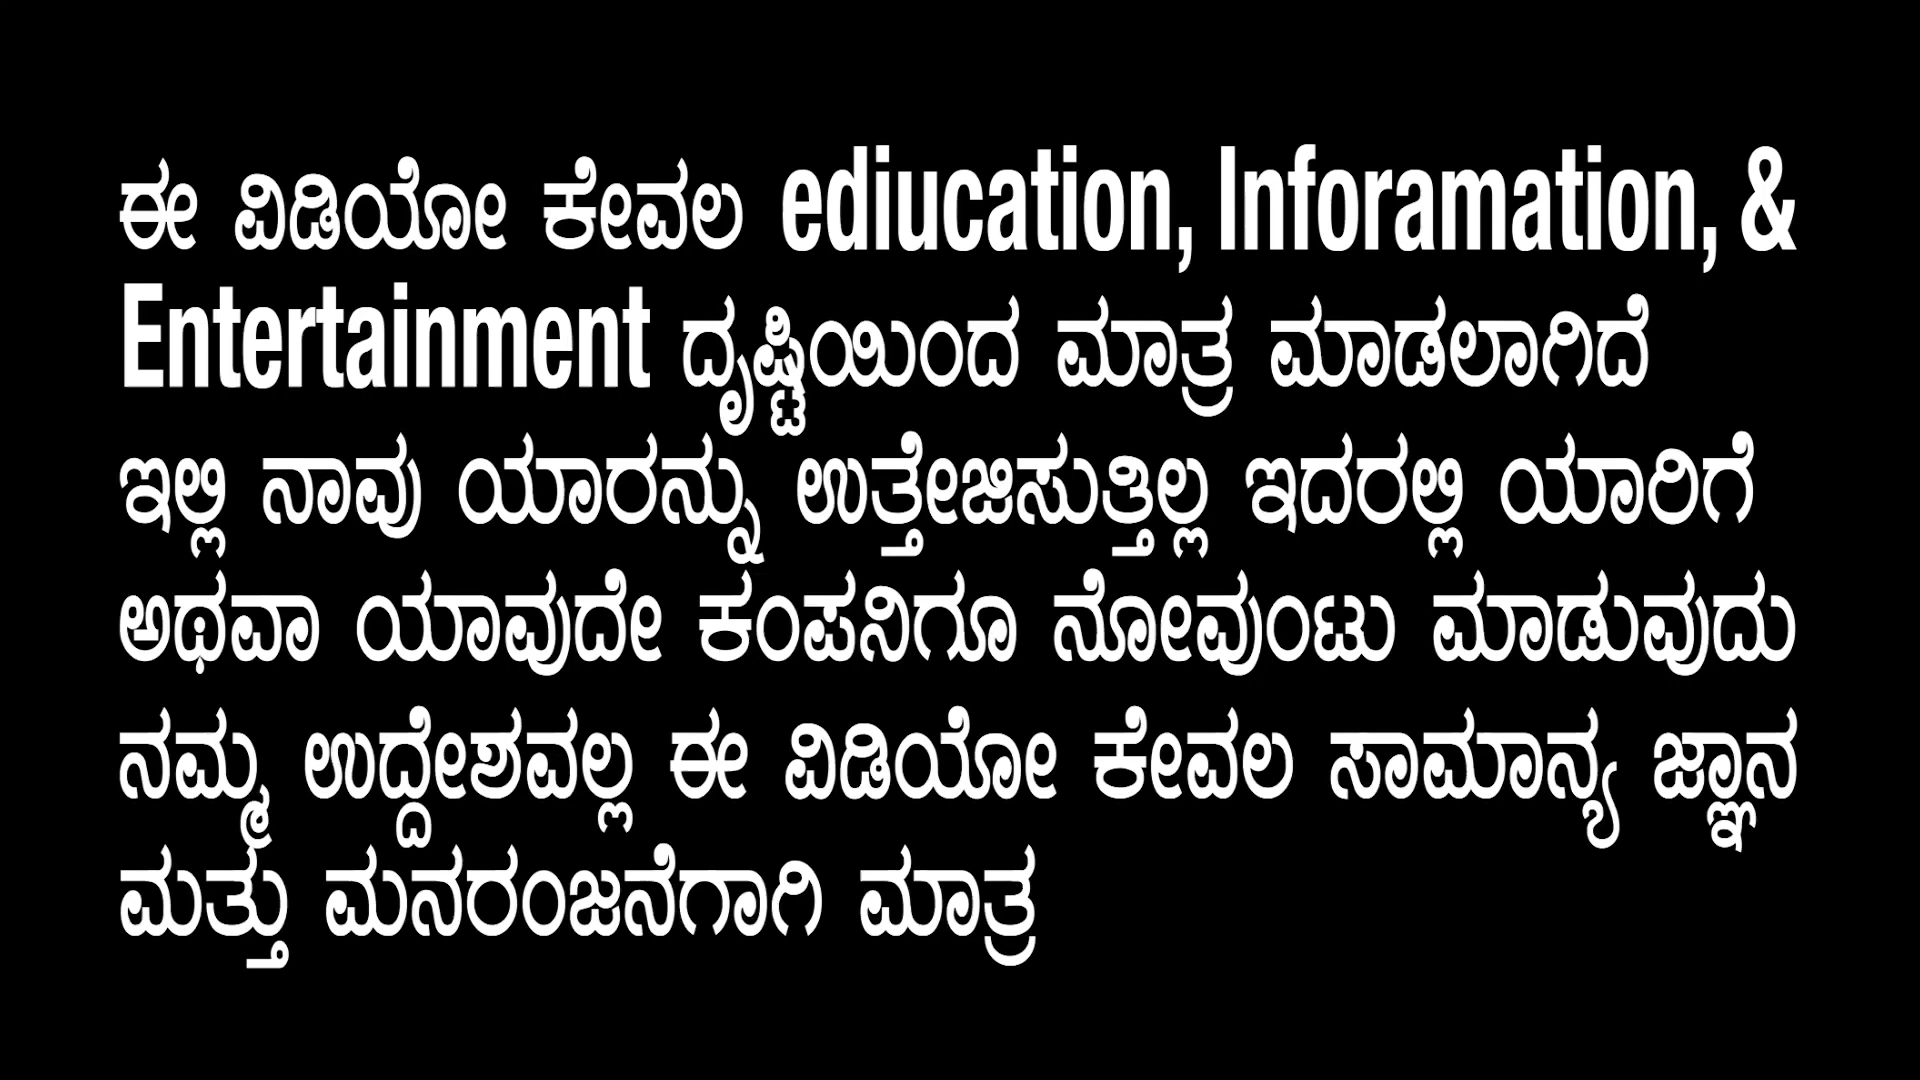 ಈ ವಿಡಿಯೋ ಕೇವಲ ediucation, Inforamation, &
Entertainment ದೃಷ್ಟಿಯಿಂದ ಮಾತ್ರ ಮಾಡಲಾಗಿದೆ
ಇಲ್ಲಿ ನಾವು ಯಾರನ್ನು ಉತ್ತೇಜಿಸುತ್ತಿಲ್ಲ ಇದರಲ್ಲಿ ಯಾರಿಗೆ
ಅಥವಾ ಯಾವುದೇ ಕಂಪನಿಗೂ ನೋವುಂಟು ಮಾಡುವುದು
ನಮ್ಮ ಉದ್ದೇಶವಲ್ಲ ಈ ವಿಡಿಯೋ ಕೇವಲ ಸಾಮಾನ್ಯ ಜ್ಞಾನ
ಮತ್ತು ಮನರಂಜನೆಗಾಗಿ ಮಾತ್ರ